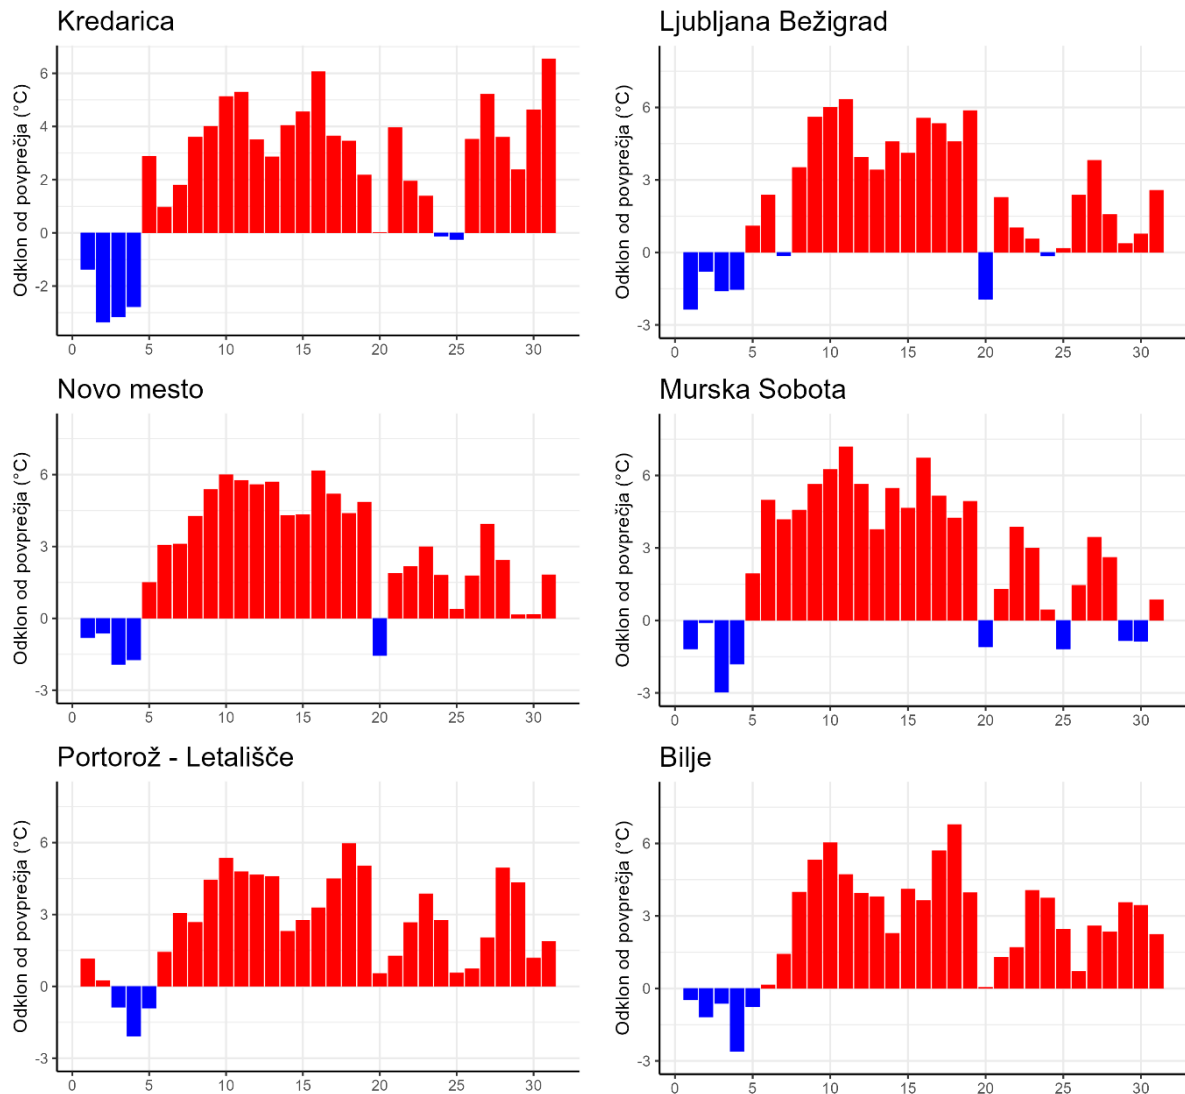 Kredarica
Odklon od povprečja (°C)
6
4
2
0
-2
0 5 10 15 20 25 30
Ljubljana Bežigrad
Odklon od povprečja (°C)
6
3
0
-3
0 5 10 15 20 25 30
Novo mesto
Odklon od povprečja (°C)
6
3
0
-3
0 5 10 15 20 25 30
Murska Sobota
Odklon od povprečja (°C)
6
3
0
-3
0 5 10 15 20 25 30
Portorož - Letališče
Odklon od povprečja (°C)
6
3
0
-3
0 5 10 15 20 25 30
Bilje
Odklon od povprečja (°C)
6
3
0
-3
0 5 10 15 20 25 30